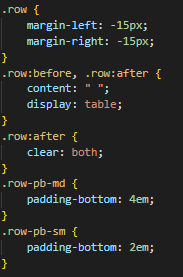 .row {
    margin-left: -15px;
    margin-right: -15px;
}
.row:before, .row:after {
    content: " ";
    display: table;
}
.row:after {
    clear: both;
}
.row-pb-md {
    padding-bottom: 4em;
}
.row-pb-sm {
    padding-bottom: 2em;
}